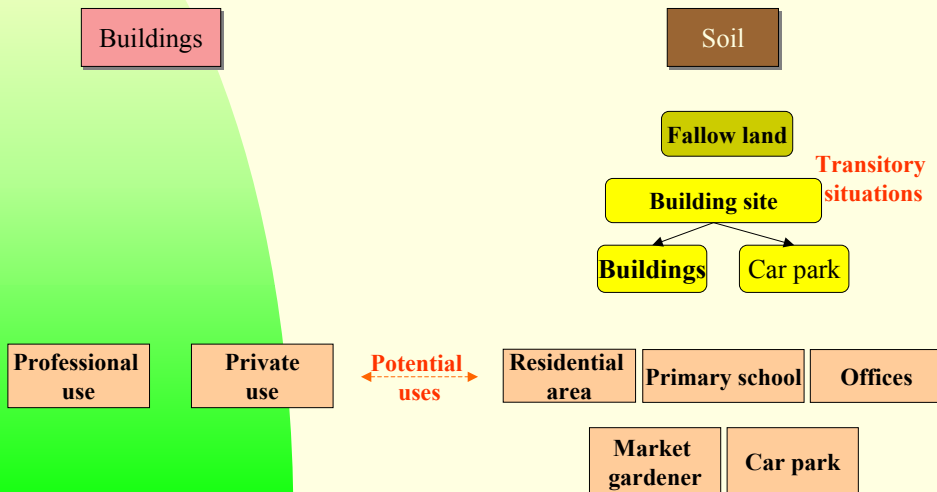 Buildings
Soil
Fallow land
Transitory
situations
Building site
Buildings
Car park
Professional
use
Private
use
Potential
uses
Residential
area
Primary school
Offices
Market
gardener
Car park